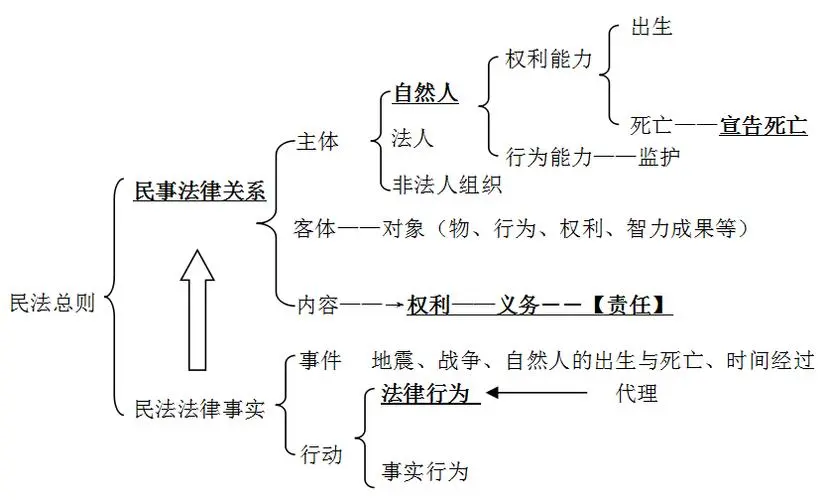 出生
权利能力
自然人
死亡——宣告死亡
主体
法人
行为能力——监护
民事法律关系
非法人组织
客体——对象（物、行为、权利、智力成果等）
民法总则
内容——→权利——义务——【责任】
事件 地震、战争、自然人的出生与死亡、时间经过
法律行为 代理
民法法律事实
行动
事实行为